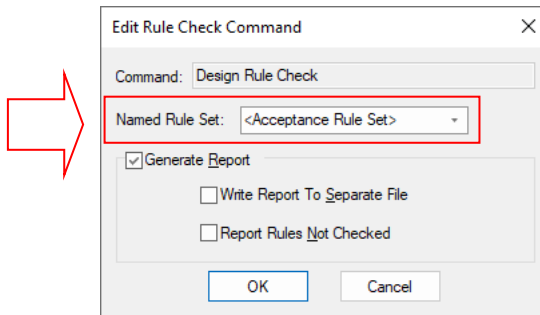 Edit Rule Check Command
Command: Design Rule Check
Named Rule Set: <Acceptance Rule Set>
Generate Report
Write Report To Separate File
Report Rules Not Checked
OK Cancel